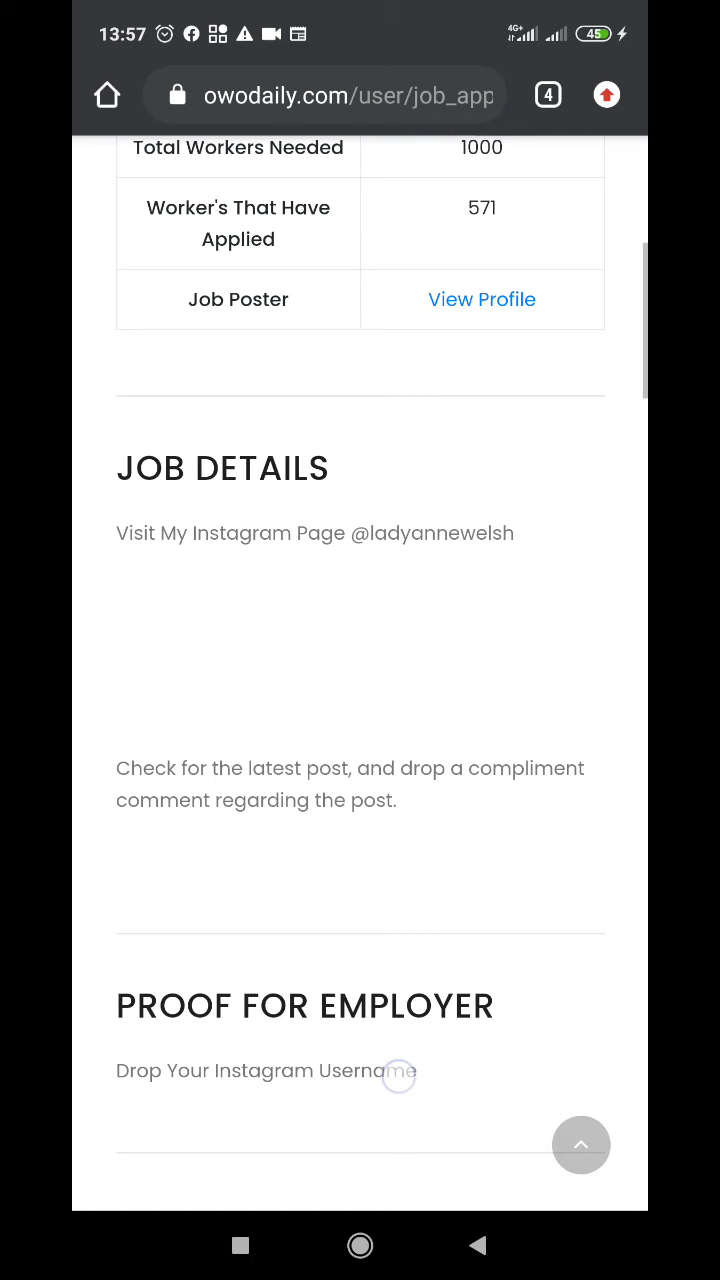 13:57
4G+
45
owodaily.com/user/job_app
4
Total Workers Needed 1000
Worker's That Have 571
Applied
Job Poster View Profile
JOB DETAILS
Visit My Instagram Page @ladyannewelsh
Check for the latest post, and drop a compliment
comment regarding the post.
PROOF FOR EMPLOYER
Drop Your Instagram Username